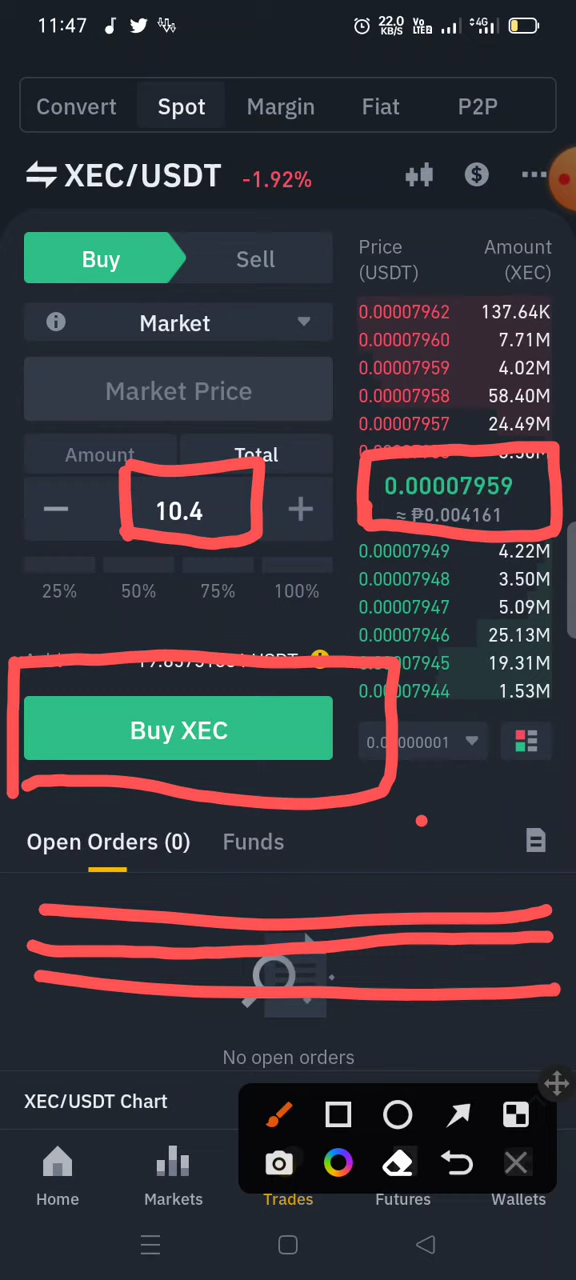 11:47 22.0 KB/S Vo LTE2 4G
Convert Spot Margin Fiat P2P
XEC/USDT -1.92%
Buy Sell
Price (USDT) Amount (XEC)
Market
Market Price
Amount Total
10.4
25% 50% 75% 100%
0.00007962 137.64K
0.00007960 7.71M
0.00007959 4.02M
0.00007958 58.40M
0.00007957 24.49M
0.00007959
≈ ₱0.004161
0.00007949 4.22M
0.00007948 3.50M
0.00007947 5.09M
0.00007946 25.13M
0.00007945 19.31M
0.00007944 1.53M
USDT
Buy XEC
Open Orders (0) Funds
No open orders
XEC/USDT Chart
Home Markets Trades Futures Wallets